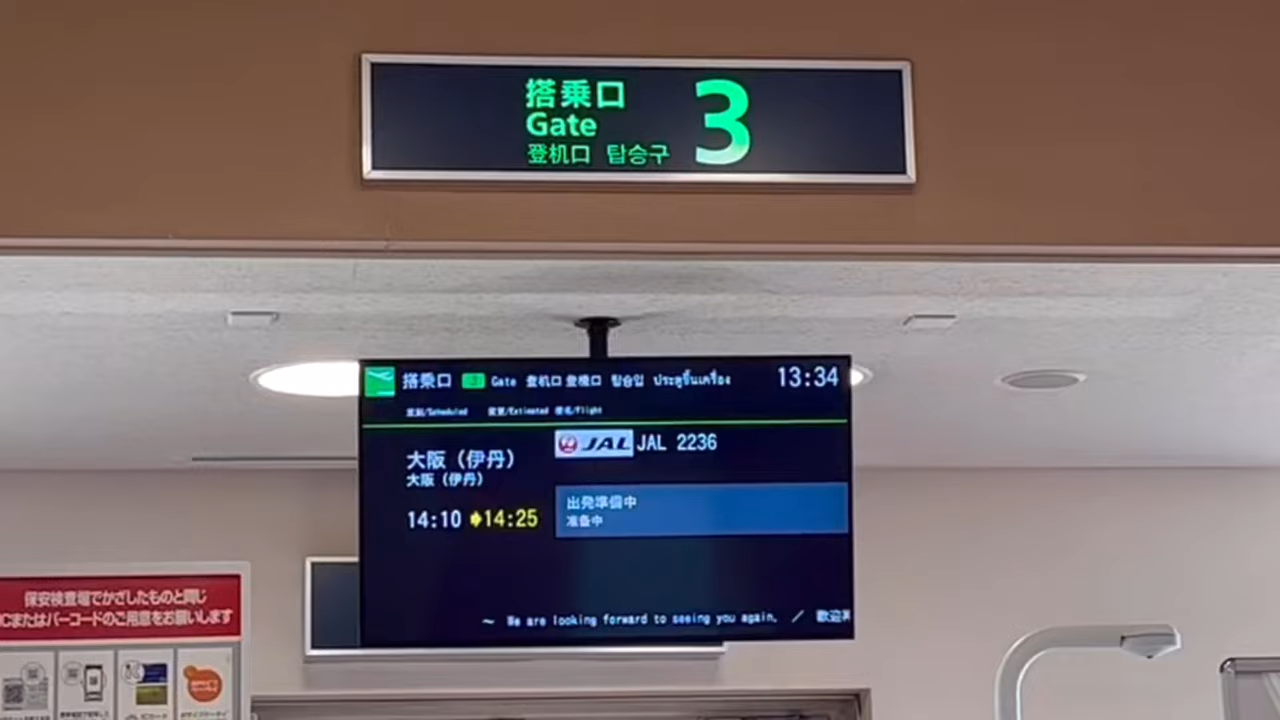 搭乗口
Gate
登机口 탑승구
3
搭乗口 3 Gate 登机口 登機口 탑승입 ประตูขึ้นเครื่อง 13:34
定刻/Scheduled 変更/Estimated 便名/Flight
大阪（伊丹）
大阪（伊丹）
JAL JAL 2236
14:10 14:25
出発準備中
准备中
～ We are looking forward to seeing you again. ／ 歓迎再
保安検査場でかざしたものと同じ
ICまたはバーコードのご用意をお願いします